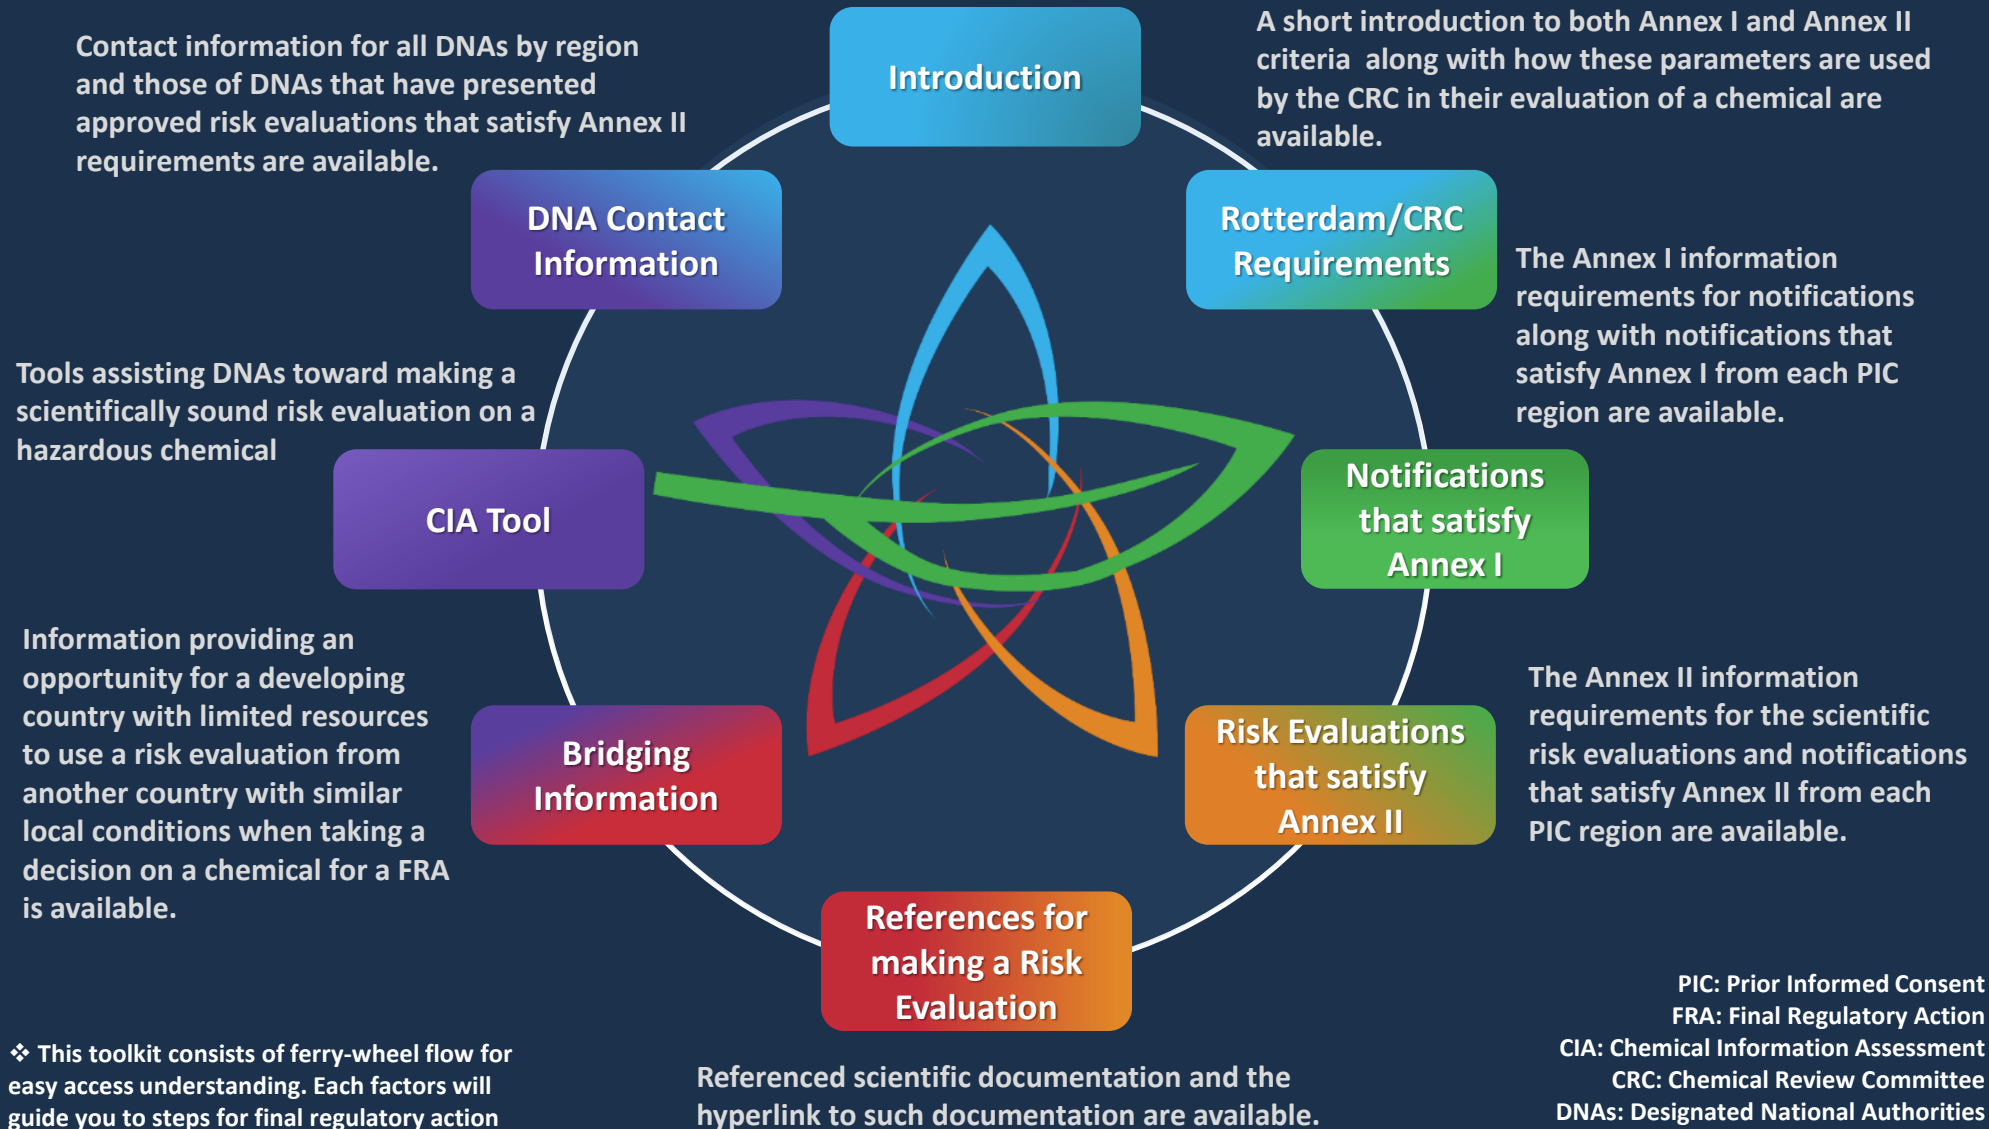 Introduction
A short introduction to both Annex I and Annex II
criteria along with how these parameters are used
by the CRC in their evaluation of a chemical are
available.
Rotterdam/CRC
Requirements
The Annex I information
requirements for notifications
along with notifications that
satisfy Annex I from each PIC
region are available.
Notifications
that satisfy
Annex I
The Annex II information
requirements for the scientific
risk evaluations and notifications
that satisfy Annex II from each
PIC region are available.
Risk Evaluations
that satisfy
Annex II
References for
making a Risk
Evaluation
Referenced scientific documentation and the
hyperlink to such documentation are available.
Bridging
Information
Information providing an
opportunity for a developing
country with limited resources
to use a risk evaluation from
another country with similar
local conditions when taking a
decision on a chemical for a FRA
is available.
CIA Tool
Tools assisting DNAs toward making a
scientifically sound risk evaluation on a
hazardous chemical
DNA Contact
Information
Contact information for all DNAs by region
and those of DNAs that have presented
approved risk evaluations that satisfy Annex II
requirements are available.
❖ This toolkit consists of ferry-wheel flow for
easy access understanding. Each factors will
guide you to steps for final regulatory action
PIC: Prior Informed Consent
FRA: Final Regulatory Action
CIA: Chemical Information Assessment
CRC: Chemical Review Committee
DNAs: Designated National Authorities